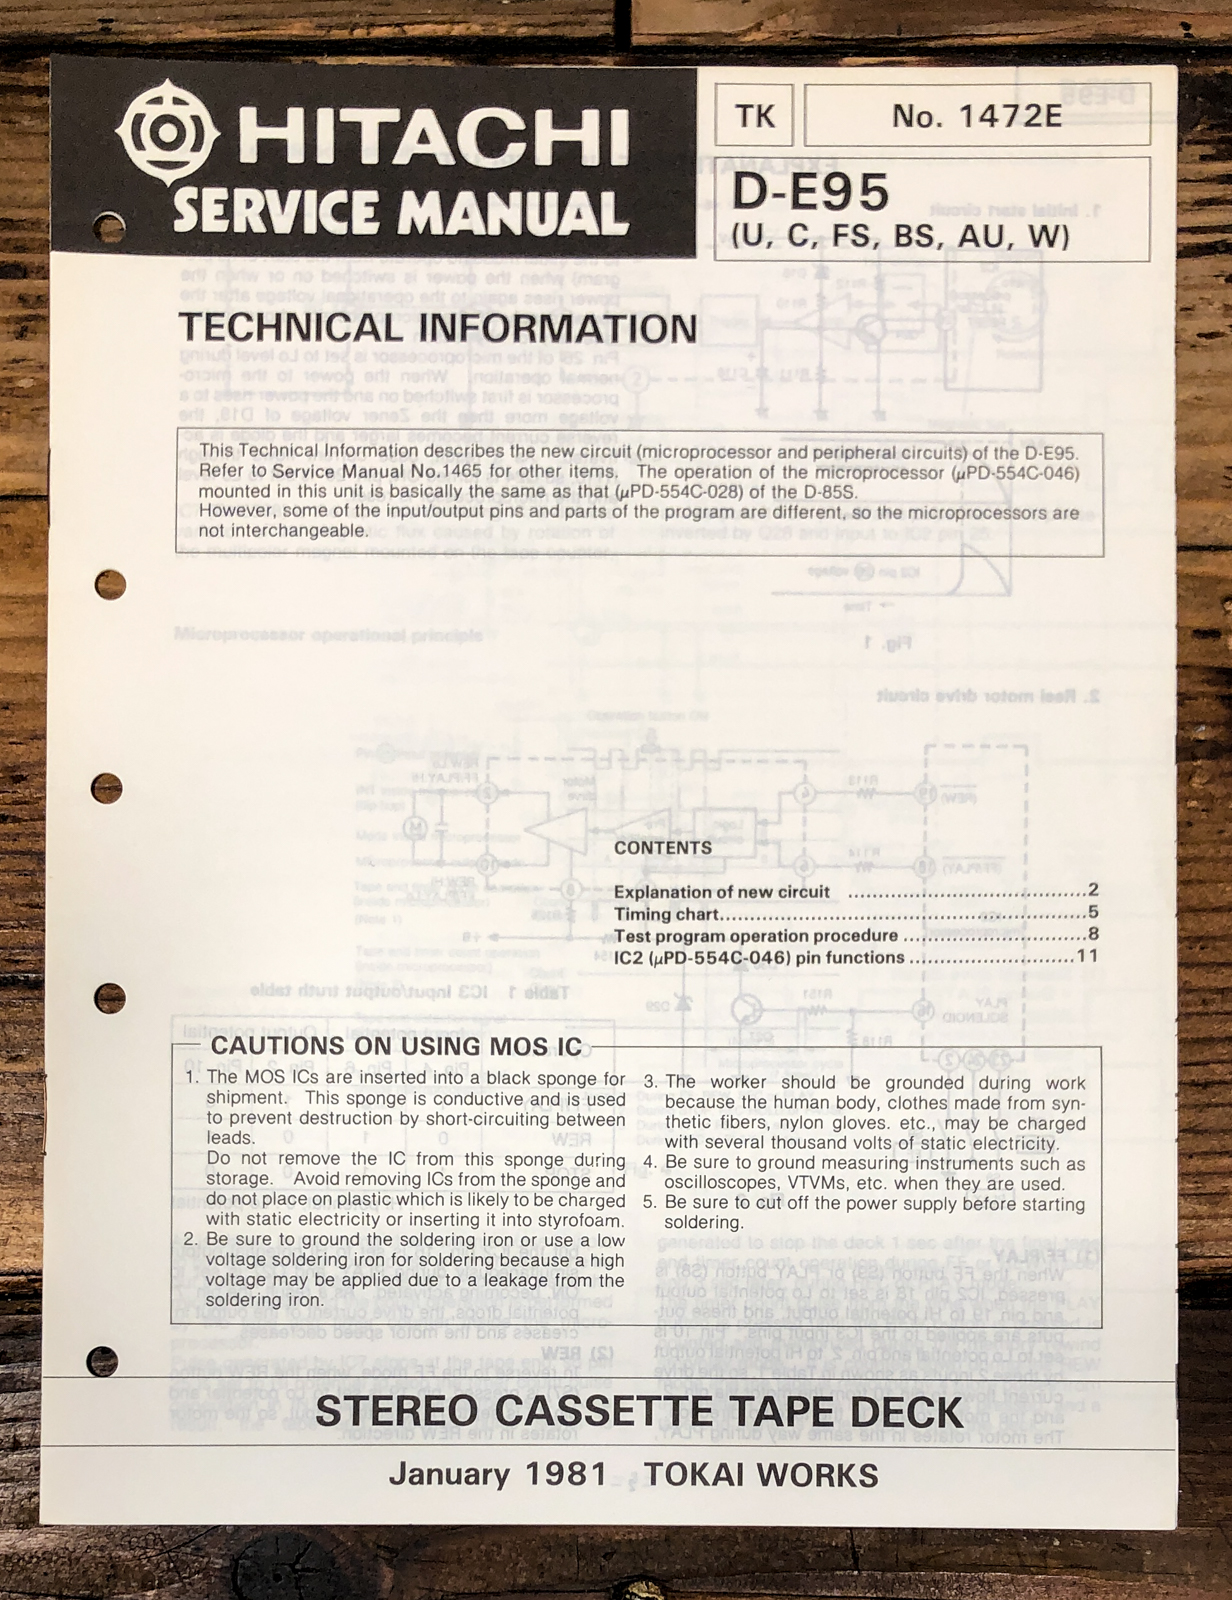 HITACHI
SERVICE MANUAL
TK
No. 1472E
D-E95
(U, C, FS, BS, AU, W)
TECHNICAL INFORMATION
This Technical Information describes the new circuit (microprocessor and peripheral circuits) of the D-E95.
Refer to Service Manual No.1465 for other items. The operation of the microprocessor (μPD-554C-046)
mounted in this unit is basically the same as that (μPD-554C-028) of the D-85S.
However, some of the input/output pins and parts of the program are different, so the microprocessors are
not interchangeable.
CONTENTS
Explanation of new circuit ................................2
Timing chart..................................................5
Test program operation procedure ...........................8
IC2 (μPD-554C-046) pin functions .........................11
CAUTIONS ON USING MOS IC
1. The MOS ICs are inserted into a black sponge for
shipment. This sponge is conductive and is used
to prevent destruction by short-circuiting between
leads.
Do not remove the IC from this sponge during
storage. Avoid removing ICs from the sponge and
do not place on plastic which is likely to be charged
with static electricity or inserting it into styrofoam.
2. Be sure to ground the soldering iron or use a low
voltage soldering iron for soldering because a high
voltage may be applied due to a leakage from the
soldering iron.
3. The worker should be grounded during work
because the human body, clothes made from syn-
thetic fibers, nylon gloves. etc., may be charged
with several thousand volts of static electricity.
4. Be sure to ground measuring instruments such as
oscilloscopes, VTVMs, etc. when they are used.
5. Be sure to cut off the power supply before starting
soldering.
STEREO CASSETTE TAPE DECK
January 1981 TOKAI WORKS